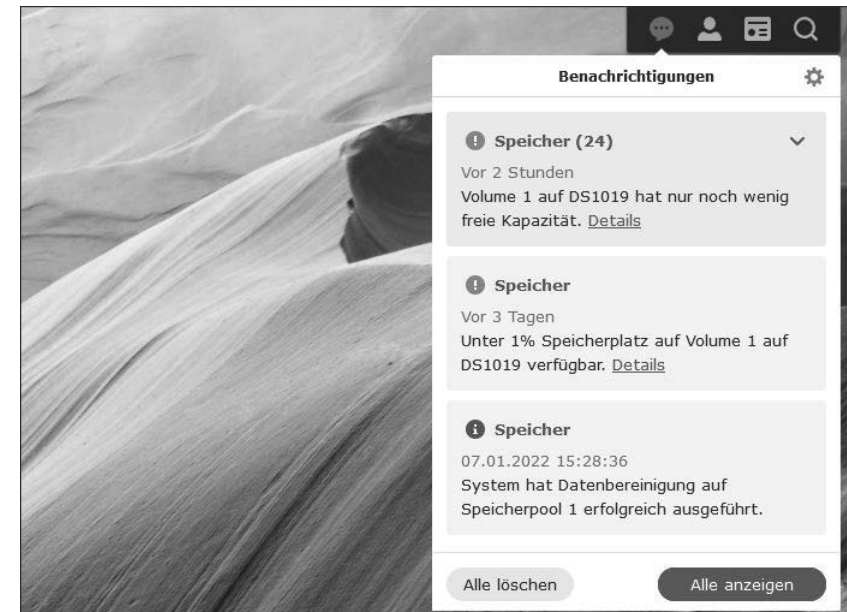 Benachrichtigungen
Speicher (24)
Vor 2 Stunden
Volume 1 auf DS1019 hat nur noch wenig
freie Kapazität. Details
Speicher
Vor 3 Tagen
Unter 1% Speicherplatz auf Volume 1 auf
DS1019 verfügbar. Details
Speicher
07.01.2022 15:28:36
System hat Datenbereinigung auf
Speicherpool 1 erfolgreich ausgeführt.
Alle löschen
Alle anzeigen